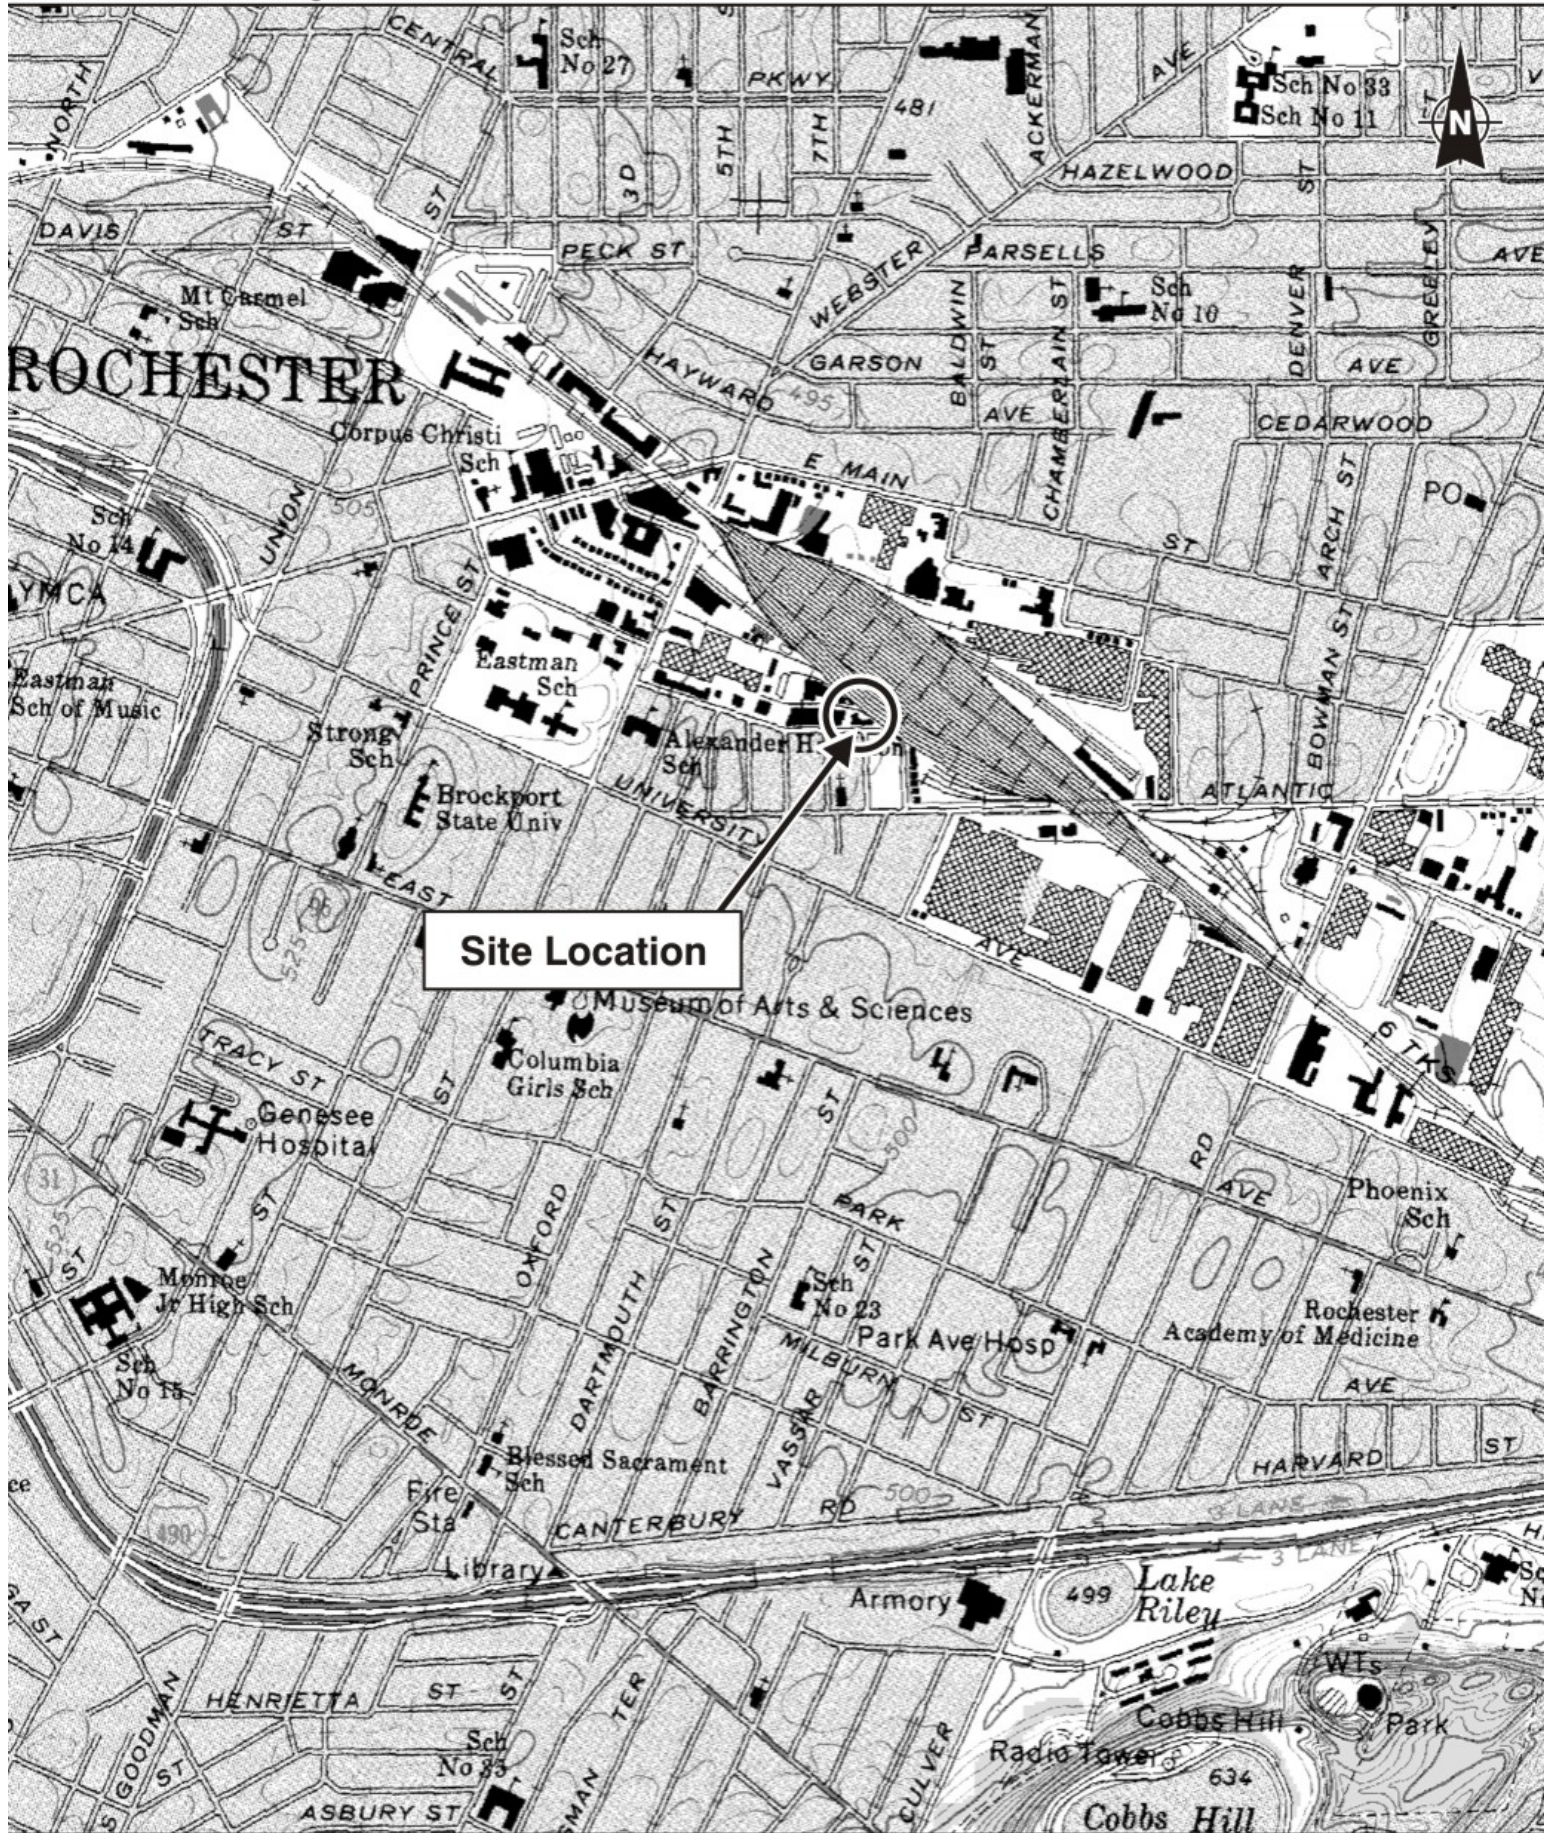 CENTRAL
Sch
No 27
PKWY
481
ACKERMAN
AVE
Sch No 33
Sch No 11
ST
N
NORTH
3D
5TH
7TH
HAZELWOOD
ST
DAVIS
ST
ST
PECK ST
WEBSTER
PARSELLS
AVE
Mt Carmel
Sch
BALDWIN
ST
CHAMBERLAIN ST
Sch
No 10
DENVER
GREELEY
ROCHESTER
HAYWARD
495
GARSON
AVE
AVE
CEDARWOOD
Corpus Christi
Sch
E MAIN
ST
505
UNION
Sch
No 14
ARCH ST
PO
YMCA
PRINCE ST
Eastman
Sch
BOWMAN ST
Eastman
Sch of Music
Strong
Sch
Sch
Brockport
State Univ
UNIVERSITY
ATLANTIC
EAST
525
Site Location
AVE
Museum of Arts & Sciences
6 TKS
TRACY ST
ST
Columbia
Girls Sch
Genesee
Hospital
ST
500
RD
31
525
ST
ST
OXFORD
ST
PARK
AVE
Phoenix
Sch
Monroe
Jr High Sch
DARTMOUTH
BARRINGTON
ST
Sch
No 23
Rochester
Academy of Medicine
Park Ave Hosp
MILBURN
ST
Sch
No 15
MONROE
AVE
VASSAR
Blessed Sacrament
Sch
HARVARD
ST
Fire
Sta
CANTERBURY
RD
500
3 LANE
490
3 LANE
Library
Armory
499
Lake
Riley
WTs
HENRIETTA
ST
ST
TER
Cobbs Hill
Park
S GOODMAN
ST
Radio Tower
634
CULVER
ASBURY ST
Cobbs Hill